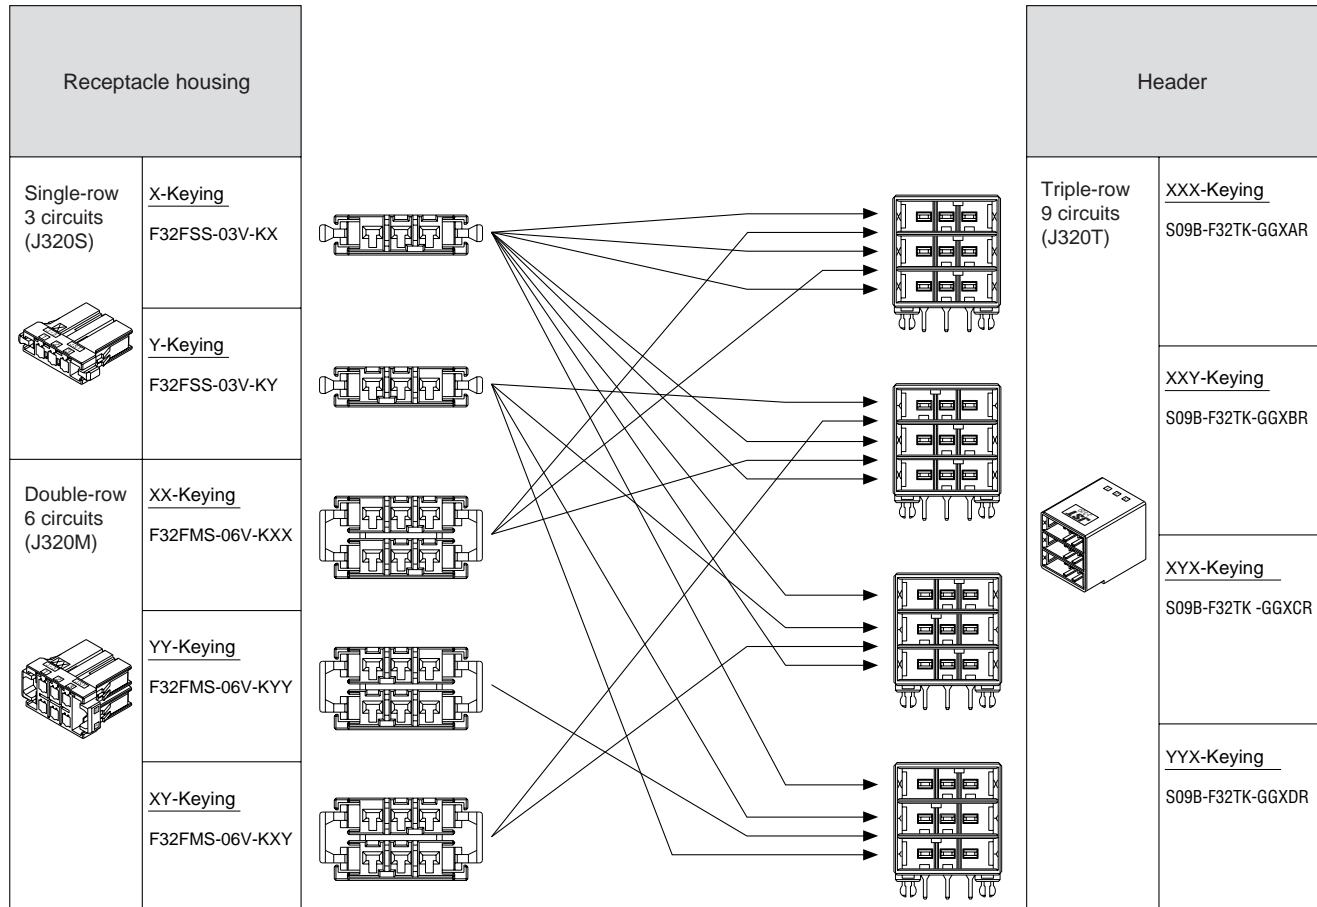 Receptacle housing
Header
Single-row
3 circuits
(J320S)
X-Keying
F32FSS-03V-KX
Y-Keying
F32FSS-03V-KY
Double-row
6 circuits
(J320M)
XX-Keying
F32FMS-06V-KXX
YY-Keying
F32FMS-06V-KYY
XY-Keying
F32FMS-06V-KXY
Triple-row
9 circuits
(J320T)
XXX-Keying
S09B-F32TK-GGXAR
XXY-Keying
S09B-F32TK-GGXBR
XYX-Keying
S09B-F32TK -GGXCR
YYX-Keying
S09B-F32TK-GGXDR
JST